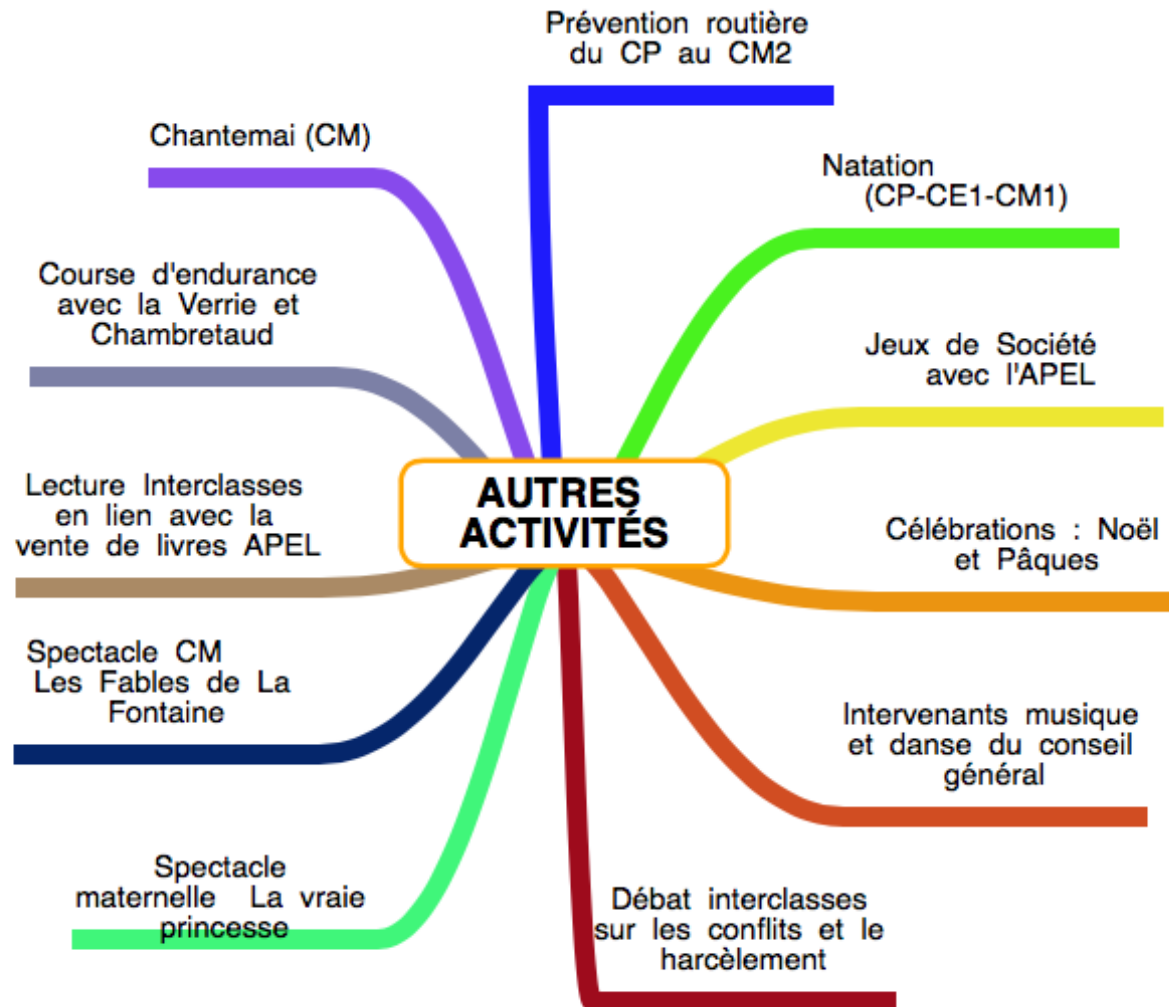 Prévention routière
du CP au CM2
Chantemai (CM)
Natation
(CP-CE1-CM1)
Course d'endurance
avec la Verrie et
Chambretaud
Jeux de Société
avec l'APEL
AUTRES
ACTIVITÉS
Lecture Interclasses
en lien avec la
vente de livres APEL
Célébrations : Noël
et Pâques
Spectacle CM
Les Fables de La
Fontaine
Intervenants musique
et danse du conseil
général
Spectacle
maternelle La vraie
princesse
Débat interclasses
sur les conflits et le
harcèlement